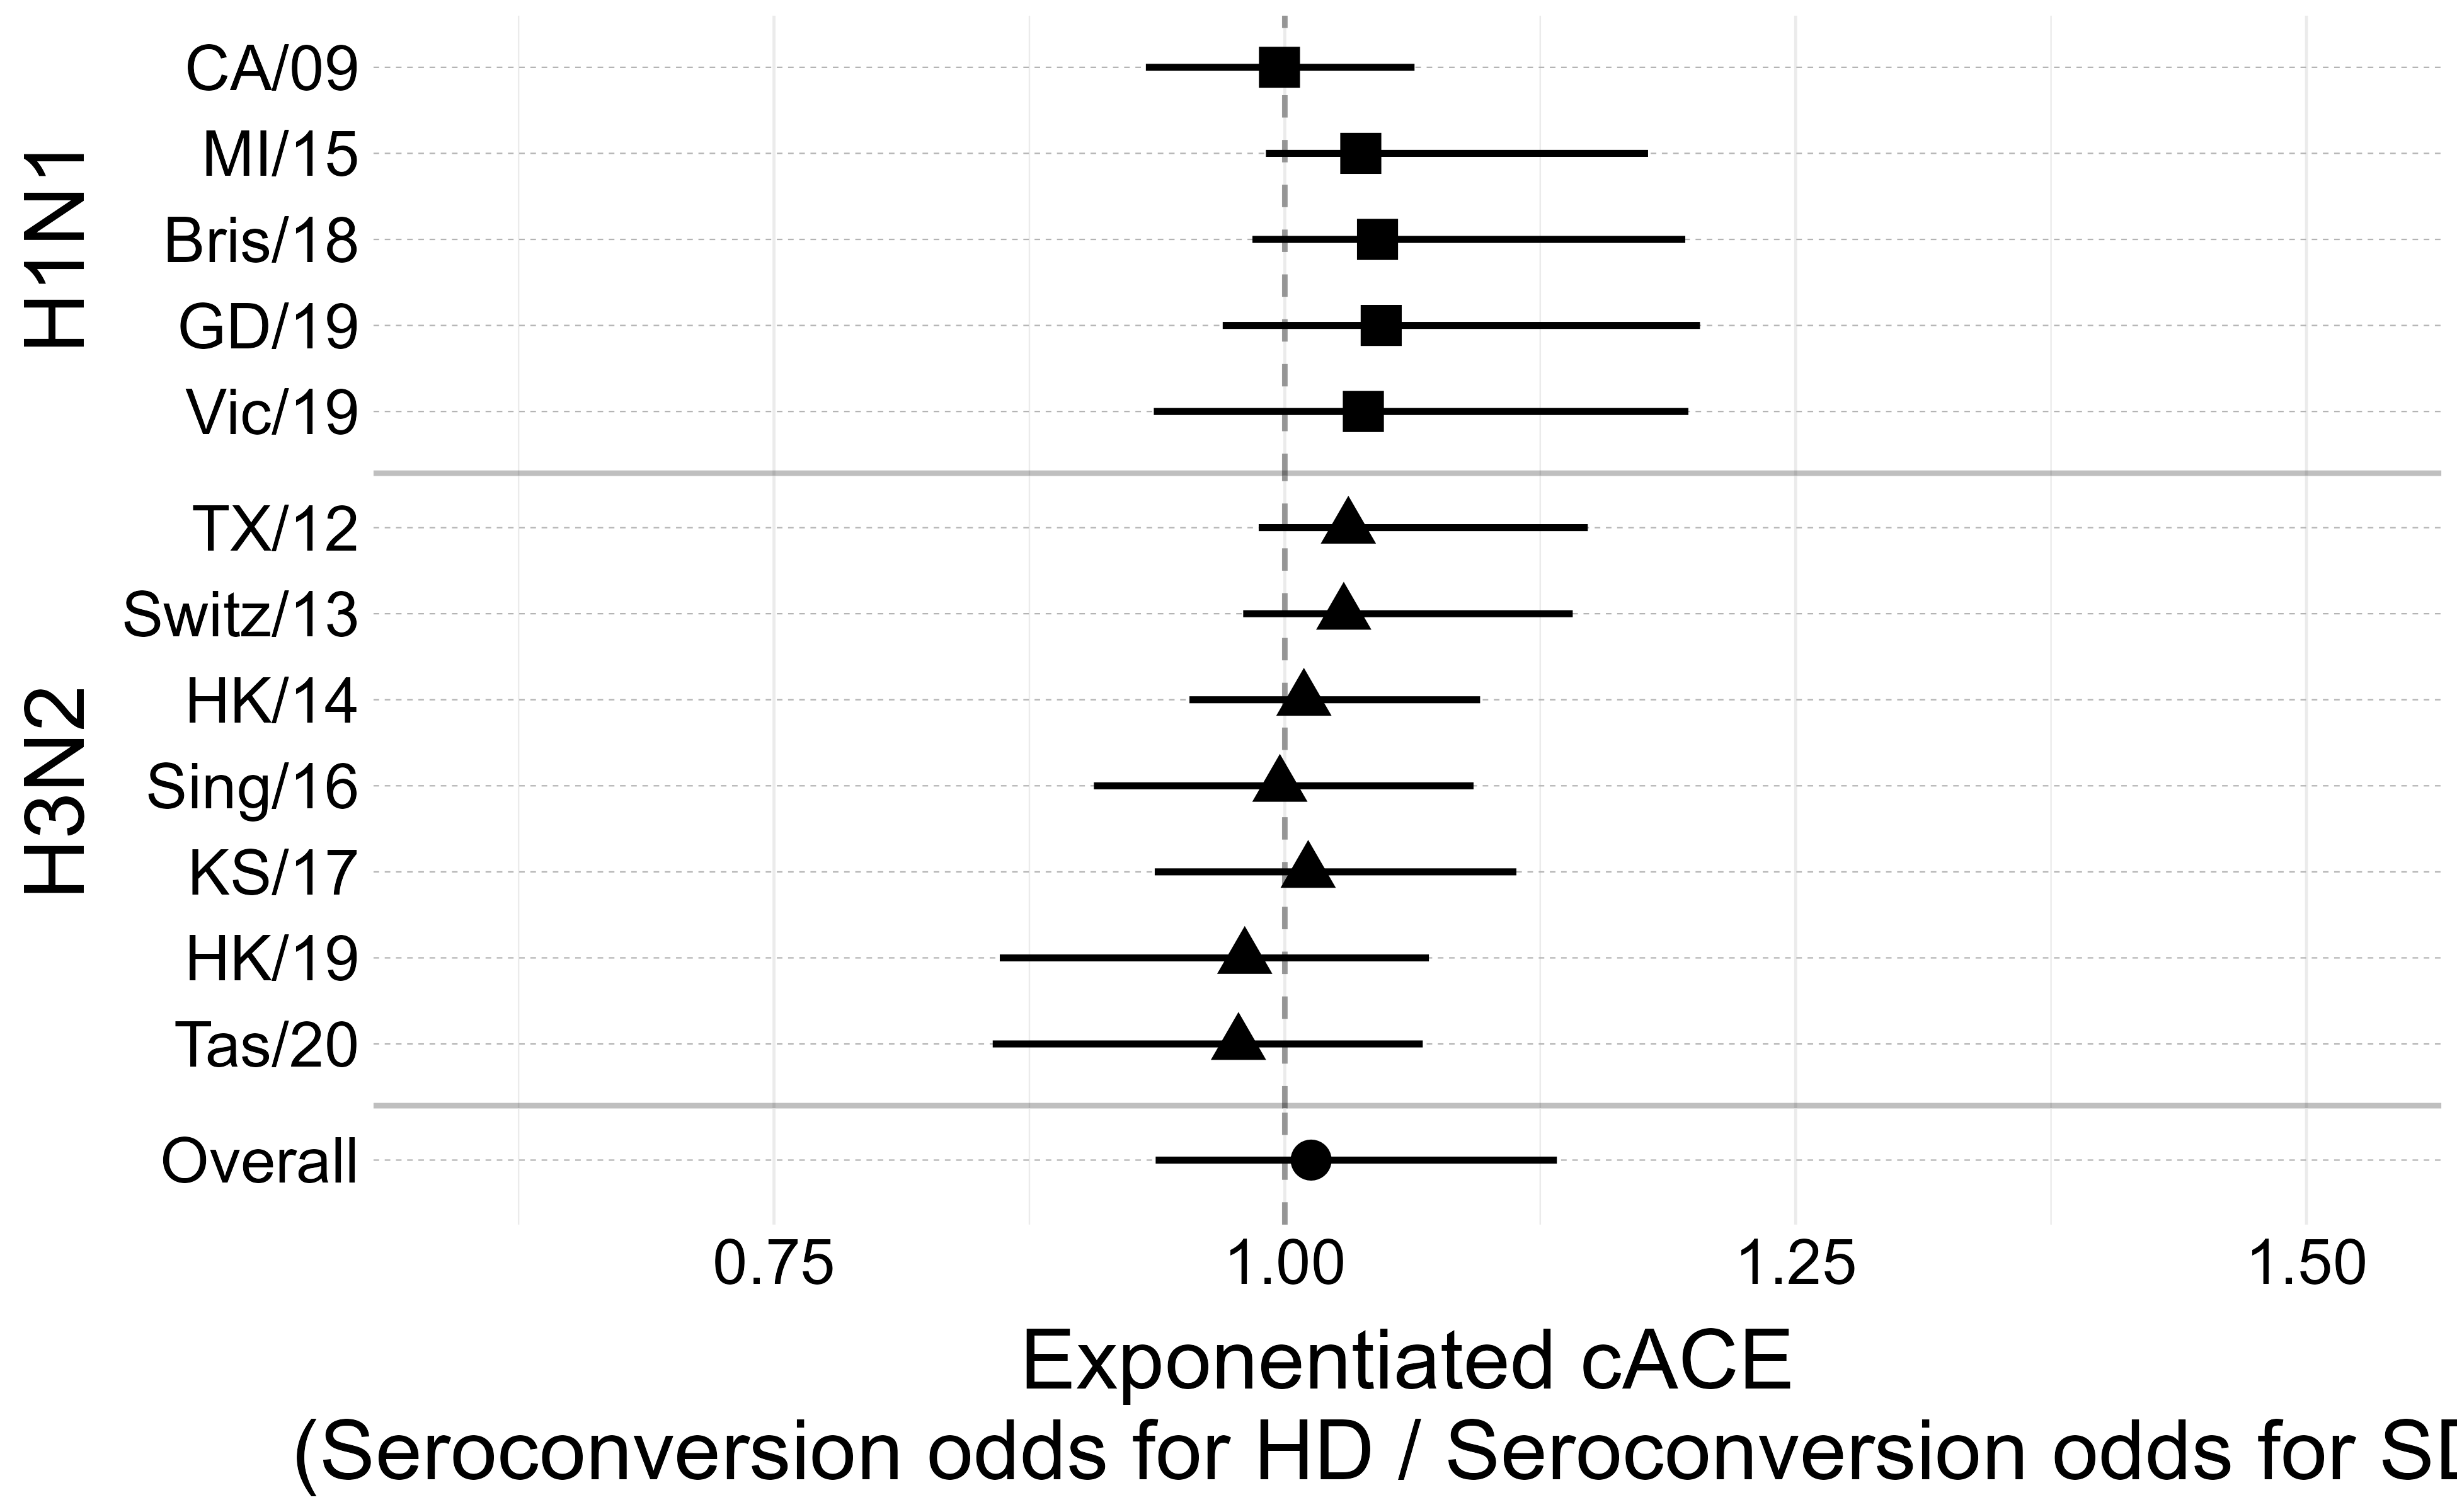 H1N1
CA/09
MI/15
Bris/18
GD/19
Vic/19
H3N2
TX/12
Switz/13
HK/14
Sing/16
KS/17
HK/19
Tas/20
Overall
0.75 1.00 1.25 1.50
Exponentiated cACE
(Seroconversion odds for HD / Seroconversion odds for SD